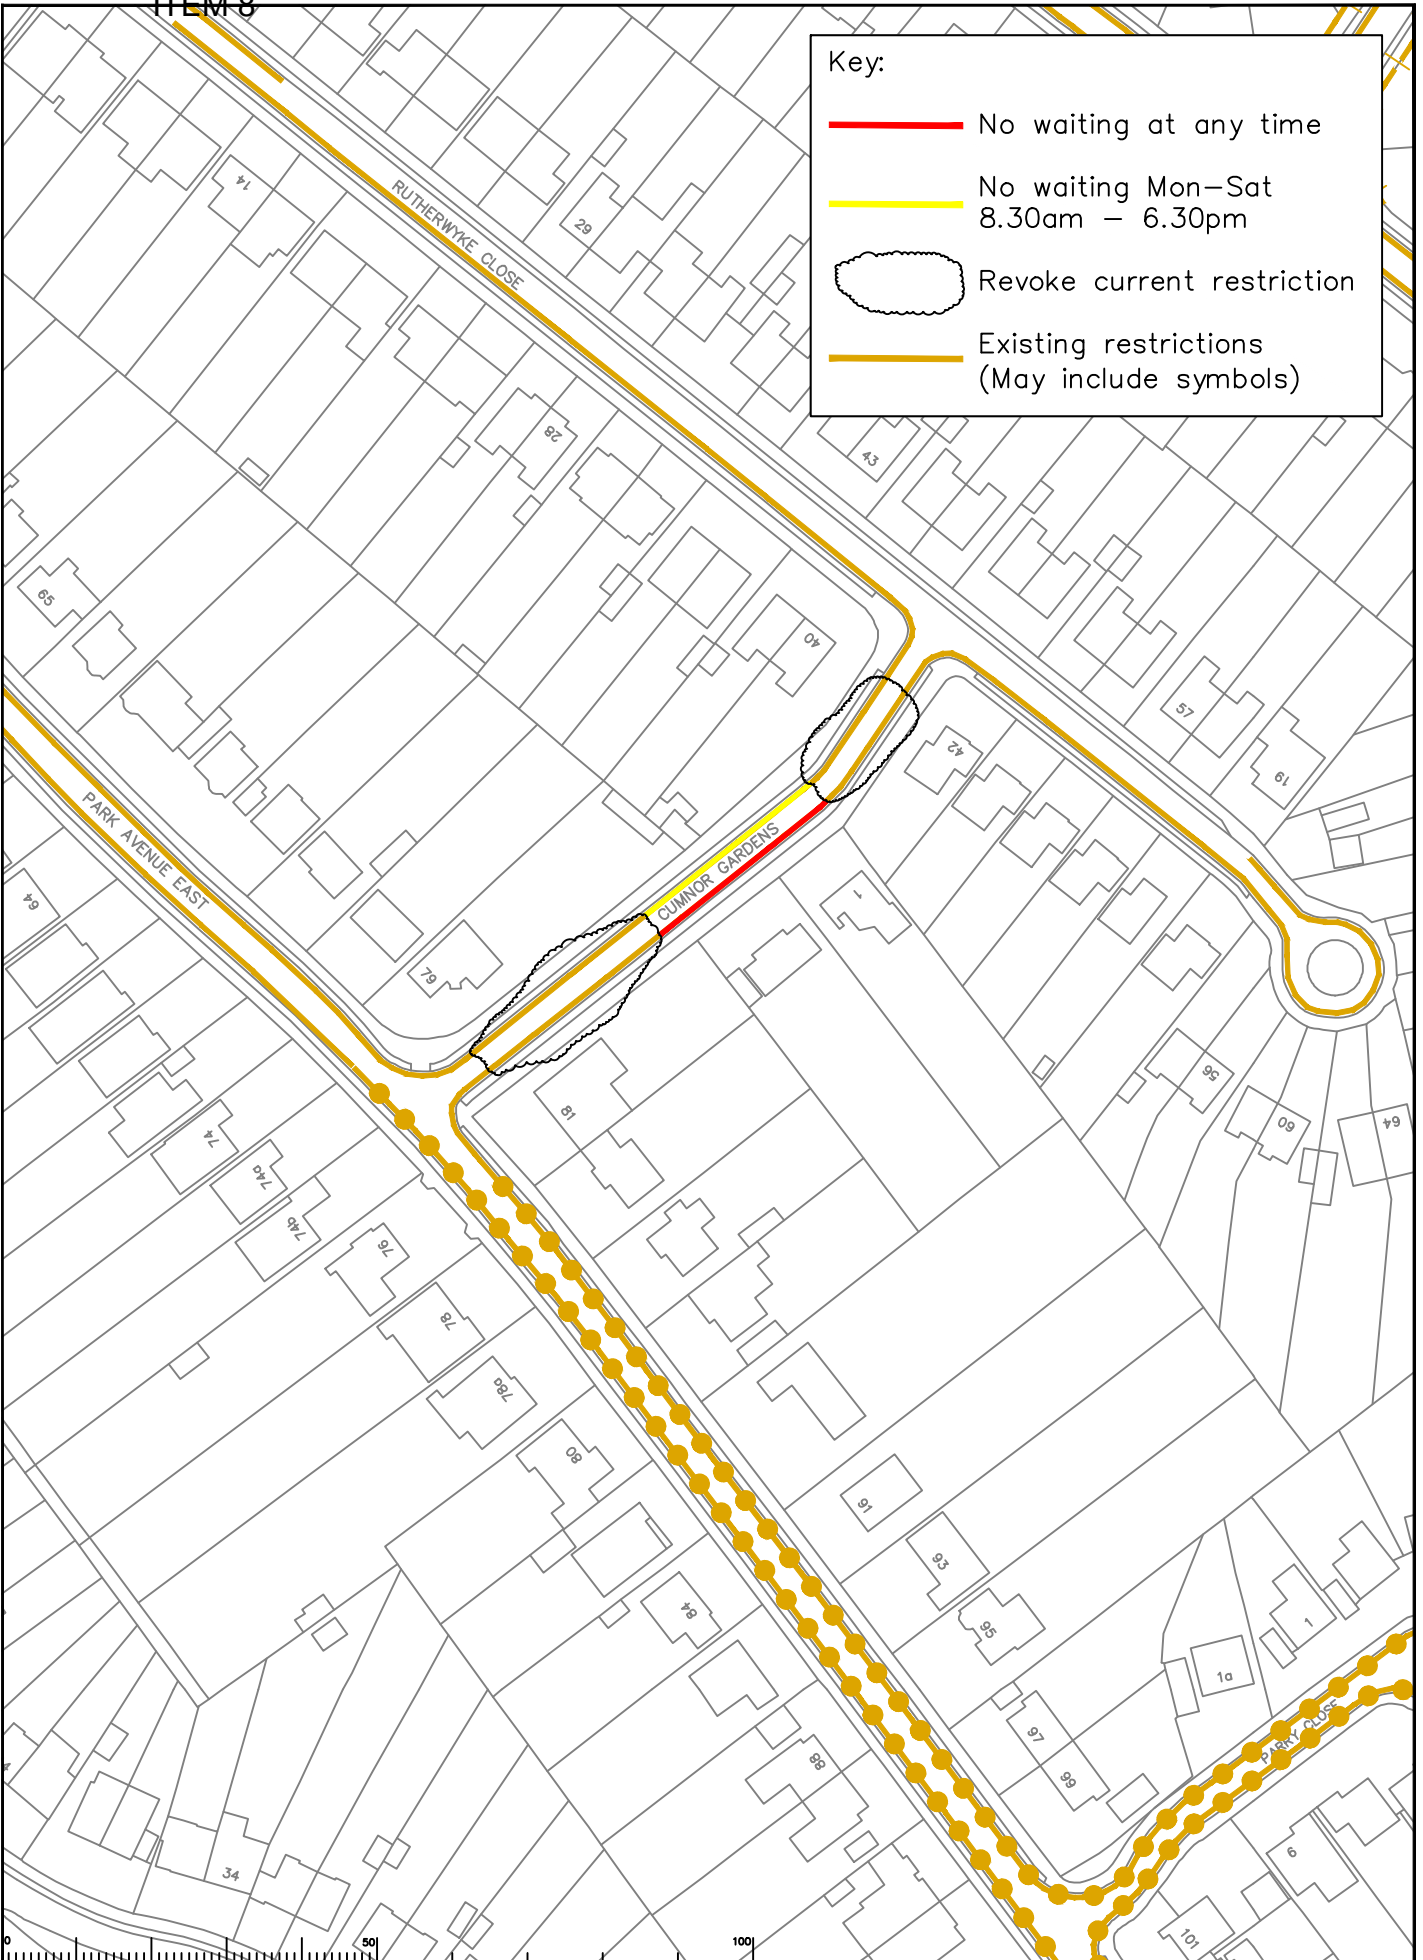 ITEM 8
Key:
No waiting at any time
No waiting Mon-Sat
8.30am - 6.30pm
Revoke current restriction
Existing restrictions
(May include symbols)
14
RUTHERWYKE CLOSE
29
28
43
65
40
57
61
42
PARK AVENUE EAST
CUMNOR GARDENS
1
64
79
56
60
64
81
74
74a
74b
76
78
78a
80
91
93
84
95
1
1a
97
99
PARRY CLOSE
88
34
6
101
0
50
100